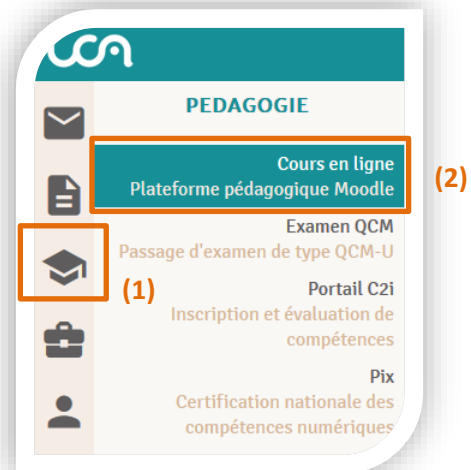 uca
PEDAGOGIE
Cours en ligne
Plateforme pédagogique Moodle
(2)
Examen QCM
Passage d'examen de type QCM-U
(1)
Portail C2i
Inscription et évaluation de
compétences
Pix
Certification nationale des
compétences numériques